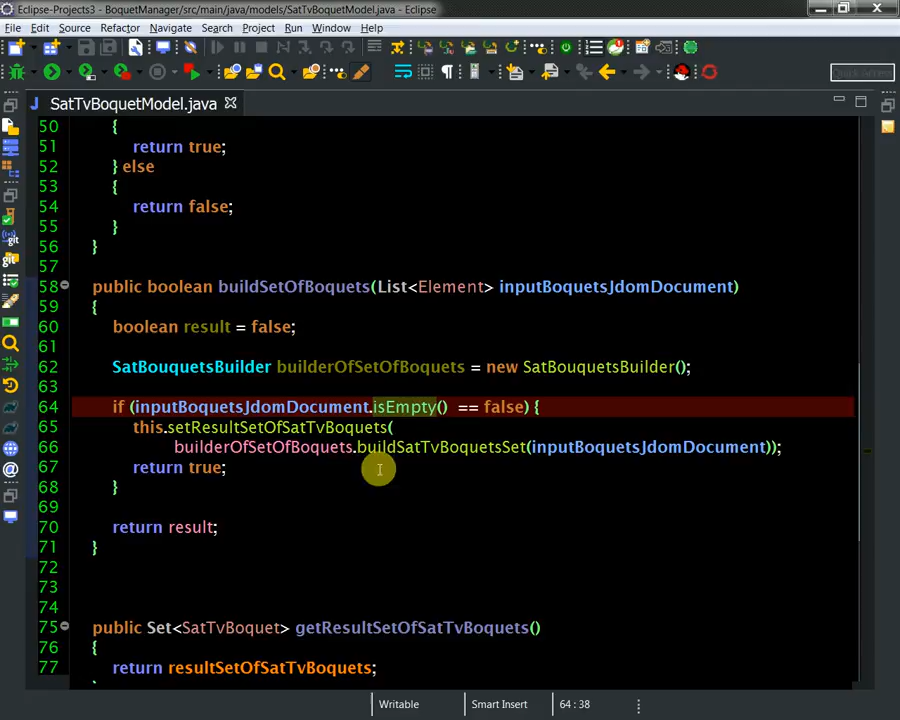 Eclipse-Projects3 - BoquetManager/src/main/java/models/SatTvBoquetModel.java - Eclipse
File Edit Source Refactor Navigate Search Project Run Window Help
Quick Access
SatTvBoquetModel.java
50 {
51 return true;
52 } else
53 {
54 return false;
55 }
56 }
57
58 public boolean buildSetOfBoquets(List<Element> inputBoquetsJdomDocument)
59 {
60 boolean result = false;
61
62 SatBouquetsBuilder builderOfSetOfBoquets = new SatBouquetsBuilder();
63
64 if (inputBoquetsJdomDocument.isEmpty() == false) {
65 this.setResultSetOfSatTvBoquets(
66 builderOfSetOfBoquets.buildSatTvBoquetsSet(inputBoquetsJdomDocument));
67 return true;
68 }
69
70 return result;
71 }
72
73
74
75 public Set<SatTvBoquet> getResultSetOfSatTvBoquets()
76 {
77 return resultSetOfSatTvBoquets;
Writable Smart Insert 64 : 38